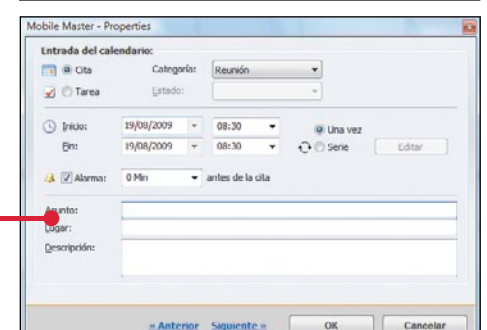 Mobile Master - Properties
Entrada del calendario:
Cita Categoría: Reunión
Tarea Estado:
Inicio: 19/08/2009 08:30 Una vez
Fin: 19/08/2009 08:30 Serie Editar
Alarma: 0 Min antes de la cita
Asunto:
Lugar:
Descripción:
« Anterior Siguiente » OK Cancelar